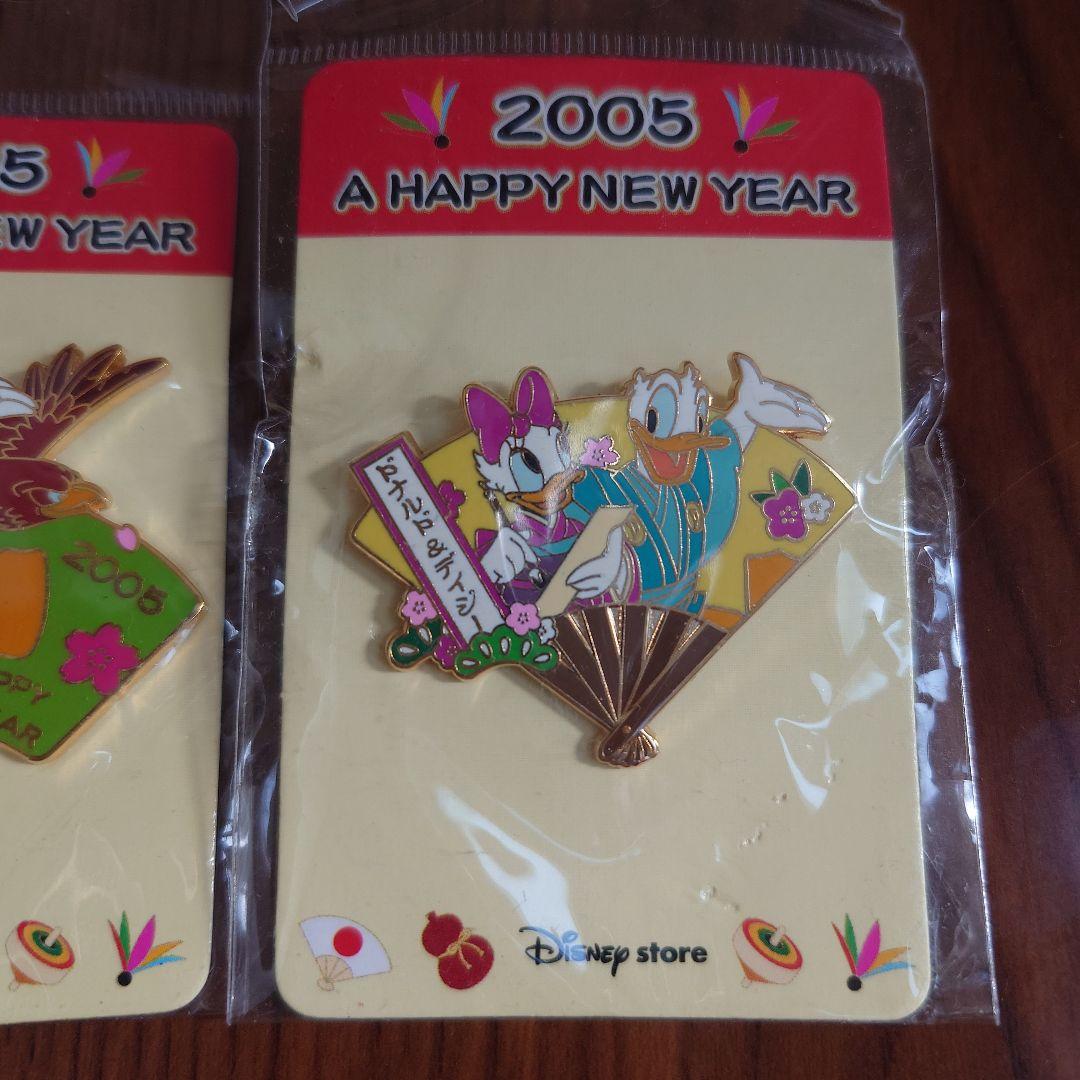 5
EW YEAR
2005
PPY
EAR
2005
A HAPPY NEW YEAR
ドナルド&デイジー
Disney store